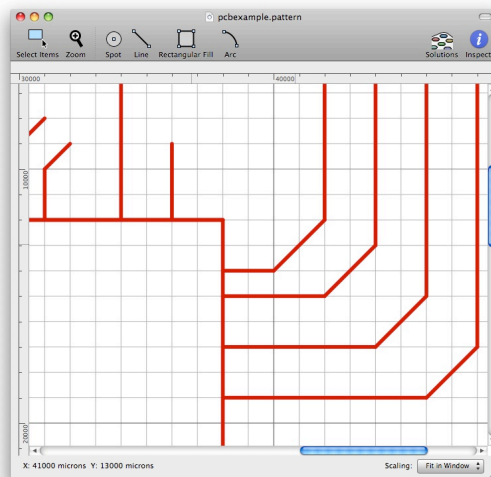 pcbexample.pattern
Select Items Zoom Spot Line Rectangular Fill Arc Solutions Inspect
30000 40000
10000
20000
X: 41000 microns Y: 13000 microns Scaling: Fit in Window